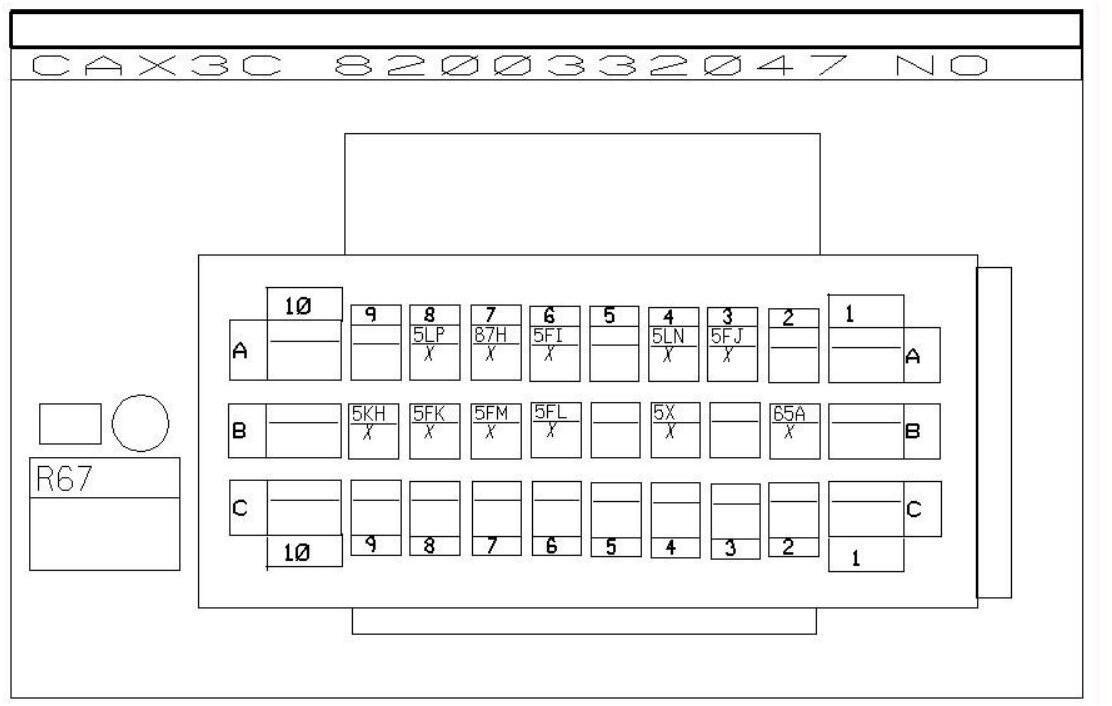 CAX3C 8200332047 NO
10 9 8 7 6 5 4 3 2 1
A 5LP 87H 5FI 5LN 5FJ A
X X X X X
B 5KH 5FK 5FM 5FL 5X 65A B
X X X X X X
R67
C C
10 9 8 7 6 5 4 3 2 1